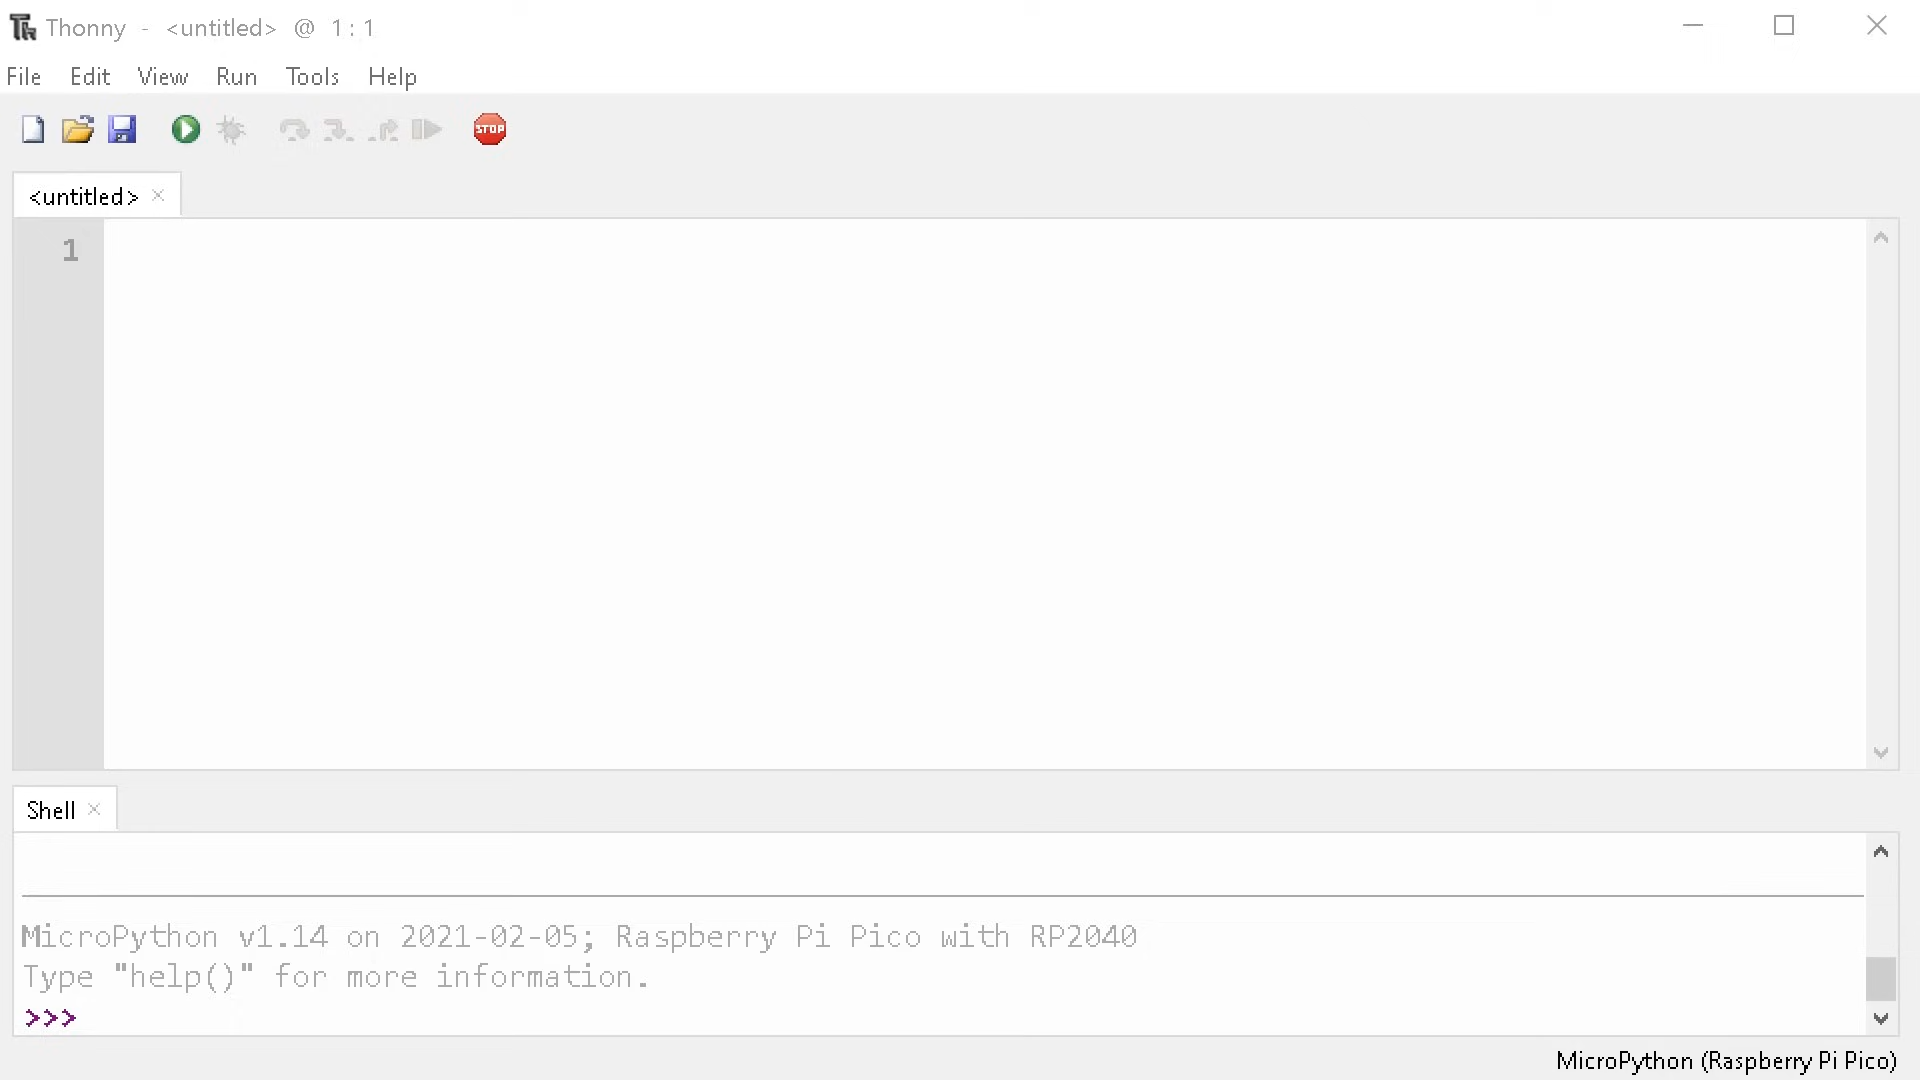 Thonny - <untitled> @ 1 : 1
File Edit View Run Tools Help
STOP
<untitled>
1
Shell
MicroPython v1.14 on 2021-02-05; Raspberry Pi Pico with RP2040
Type "help()" for more information.
>>>
MicroPython (Raspberry Pi Pico)